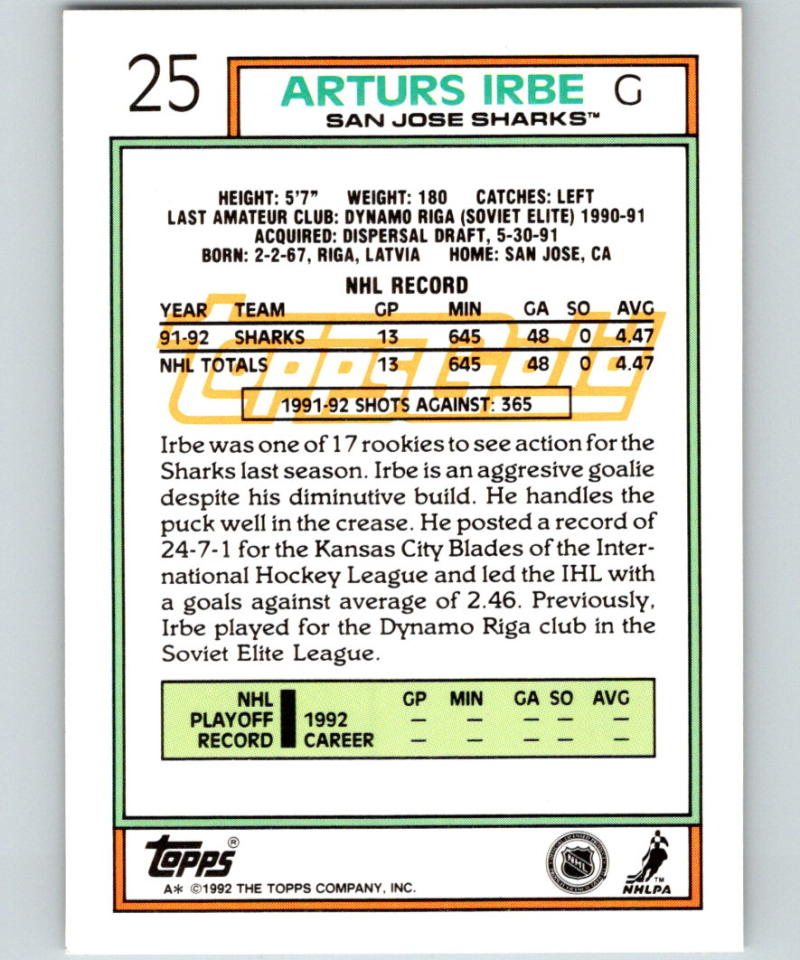 25
ARTURS IRBE G
SAN JOSE SHARKS™
HEIGHT: 5'7" WEIGHT: 180 CATCHES: LEFT
LAST AMATEUR CLUB: DYNAMO RIGA (SOVIET ELITE) 1990-91
ACQUIRED: DISPERSAL DRAFT, 5-30-91
BORN: 2-2-67, RIGA, LATVIA HOME: SAN JOSE, CA
NHL RECORD
YEAR TEAM GP MIN GA SO AVG
91-92 SHARKS 13 645 48 0 4.47
NHL TOTALS 13 645 48 0 4.47
ToppsGold
1991-92 SHOTS AGAINST: 365
Irbe was one of 17 rookies to see action for the
Sharks last season. Irbe is an aggresive goalie
despite his diminutive build. He handles the
puck well in the crease. He posted a record of
24-7-1 for the Kansas City Blades of the Inter-
national Hockey League and led the IHL with
a goals against average of 2.46. Previously,
Irbe played for the Dynamo Riga club in the
Soviet Elite League.
NHL GP MIN GA SO AVG
PLAYOFF 1992 — — — — —
RECORD CAREER — — — — —
TOPPS®
A* ©1992 THE TOPPS COMPANY, INC.
NHL
™
NHLPA